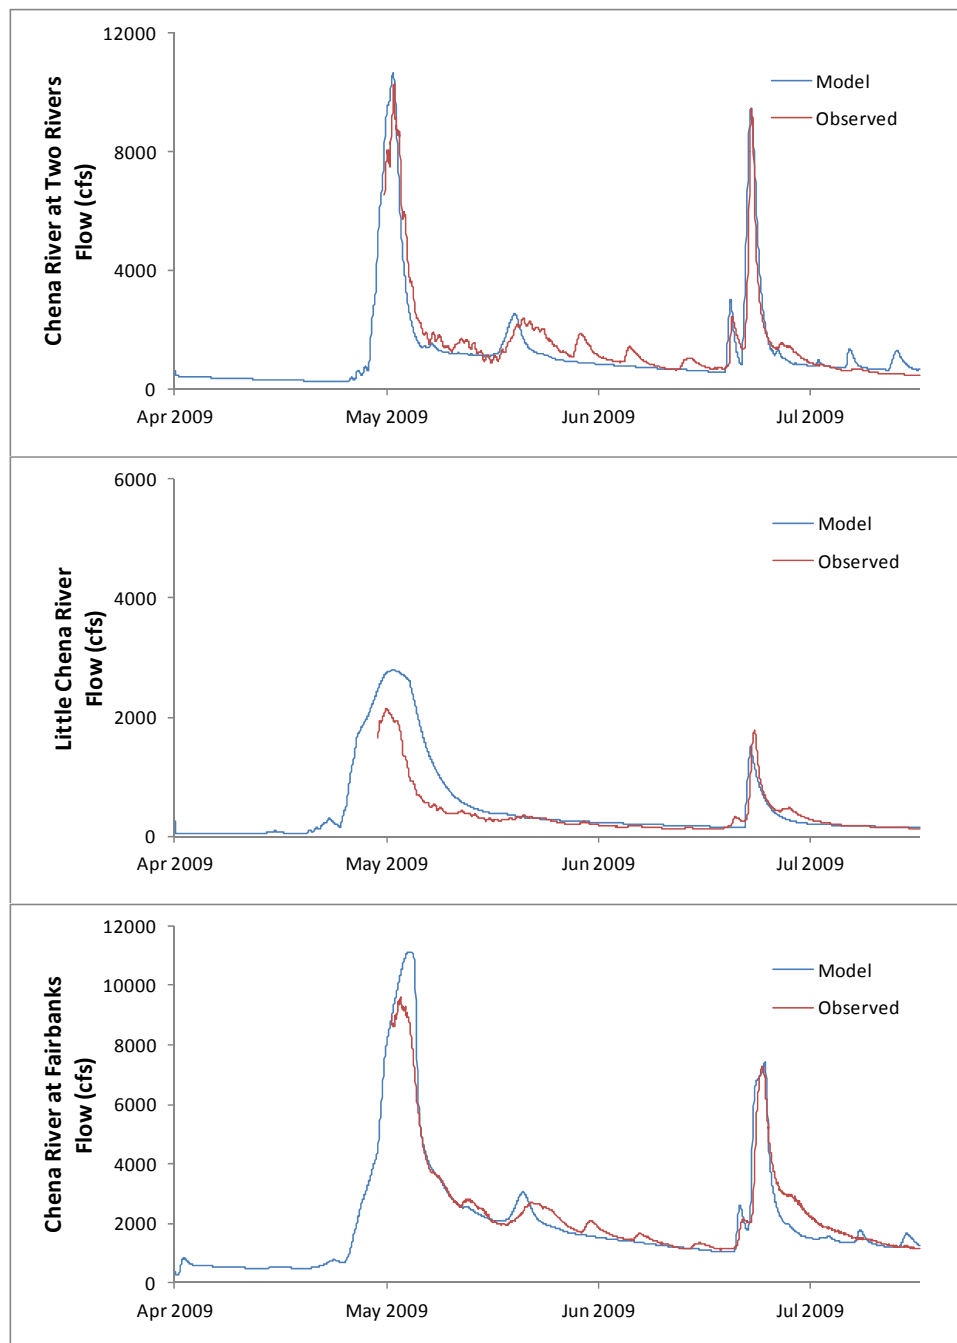 12000
8000
4000
0
Chena River at Two Rivers
Flow (cfs)
Model
Observed
Apr 2009
May 2009
Jun 2009
Jul 2009
6000
4000
2000
0
Little Chena River
Flow (cfs)
Model
Observed
Apr 2009
May 2009
Jun 2009
Jul 2009
12000
10000
8000
6000
4000
2000
0
Chena River at Fairbanks
Flow (cfs)
Model
Observed
Apr 2009
May 2009
Jun 2009
Jul 2009